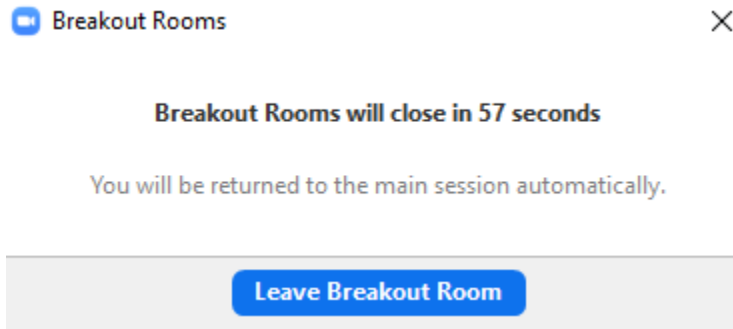 Breakout Rooms
Breakout Rooms will close in 57 seconds
You will be returned to the main session automatically.
Leave Breakout Room